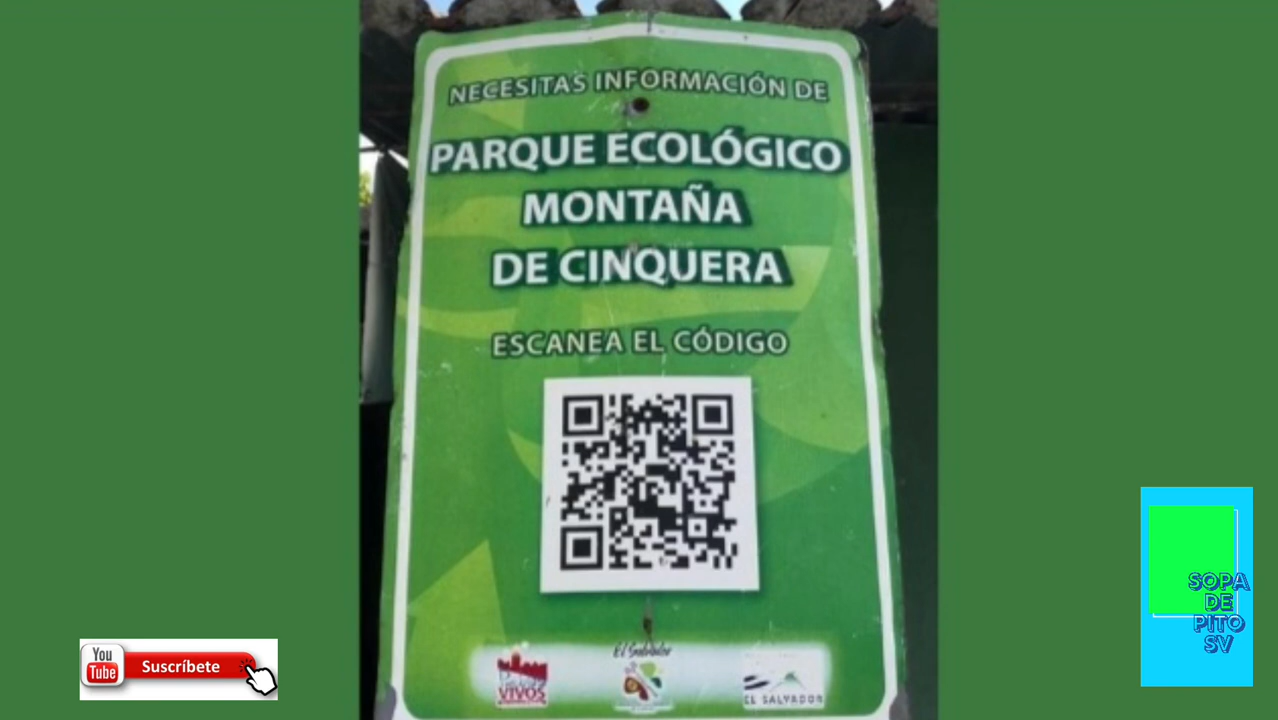 NECESITAS INFORMACIÓN DE
PARQUE ECOLÓGICO
MONTAÑA
DE CINQUERA
ESCANEA EL CÓDIGO
El Salvador
VIVOS
EL SALVADOR
You
Tube
Suscríbete
SOPA
DE
PITO
SV